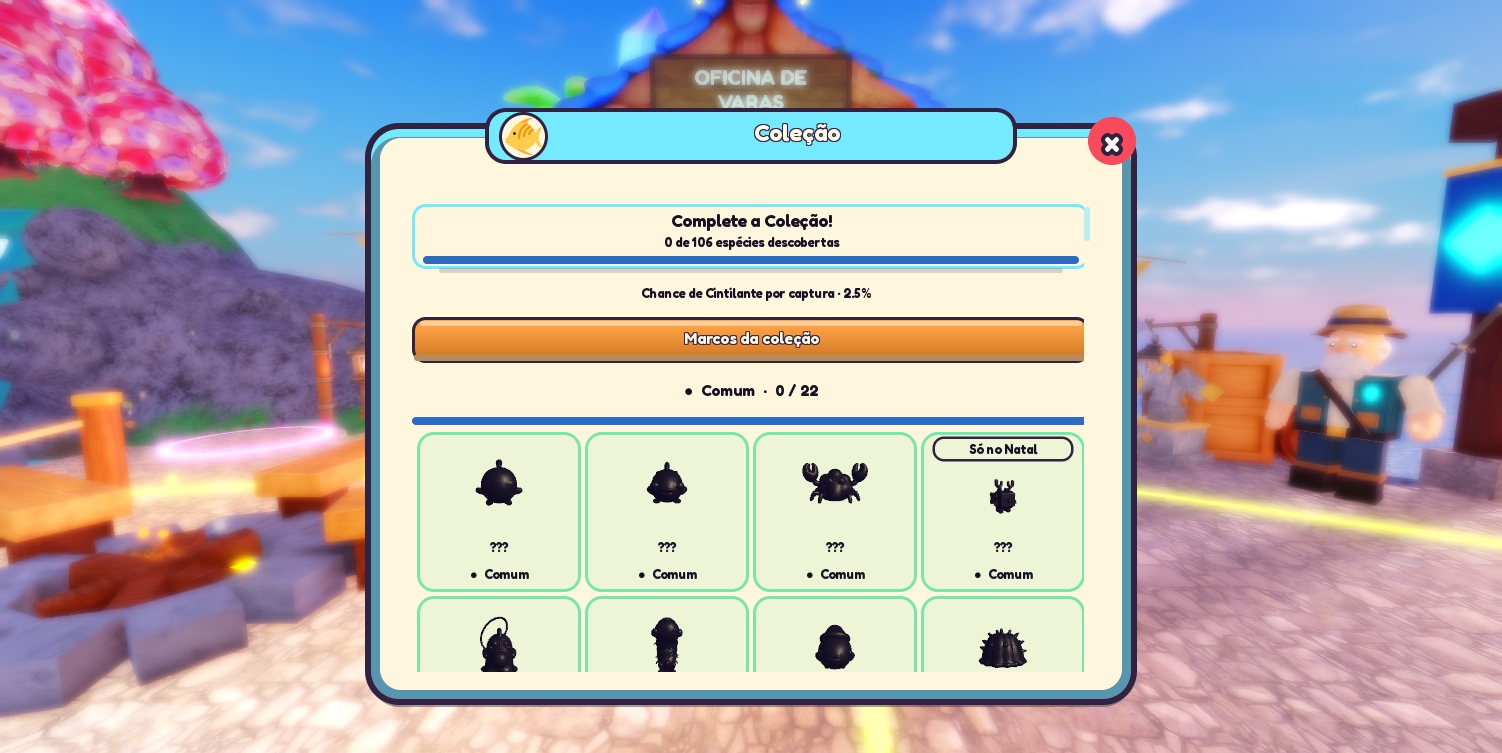 OFICINA DE
VARAS
Coleção
Complete a Coleção!
0 de 106 espécies descobertas
Chance de Cintilante por captura · 2.5%
Marcos da coleção
● Comum · 0 / 22
Só no Natal
??? ??? ??? ???
● Comum ● Comum ● Comum ● Comum